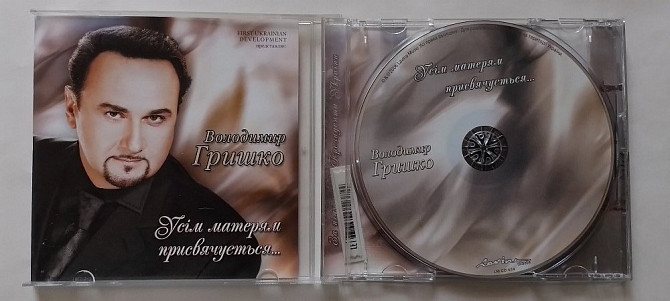 FIRST UKRAINIAN
DEVELOPMENT
представляє:
Володимир
Гришко
Усім матерям
присвячується...
Усім матерям
присвячується...
Володимир
Гришко